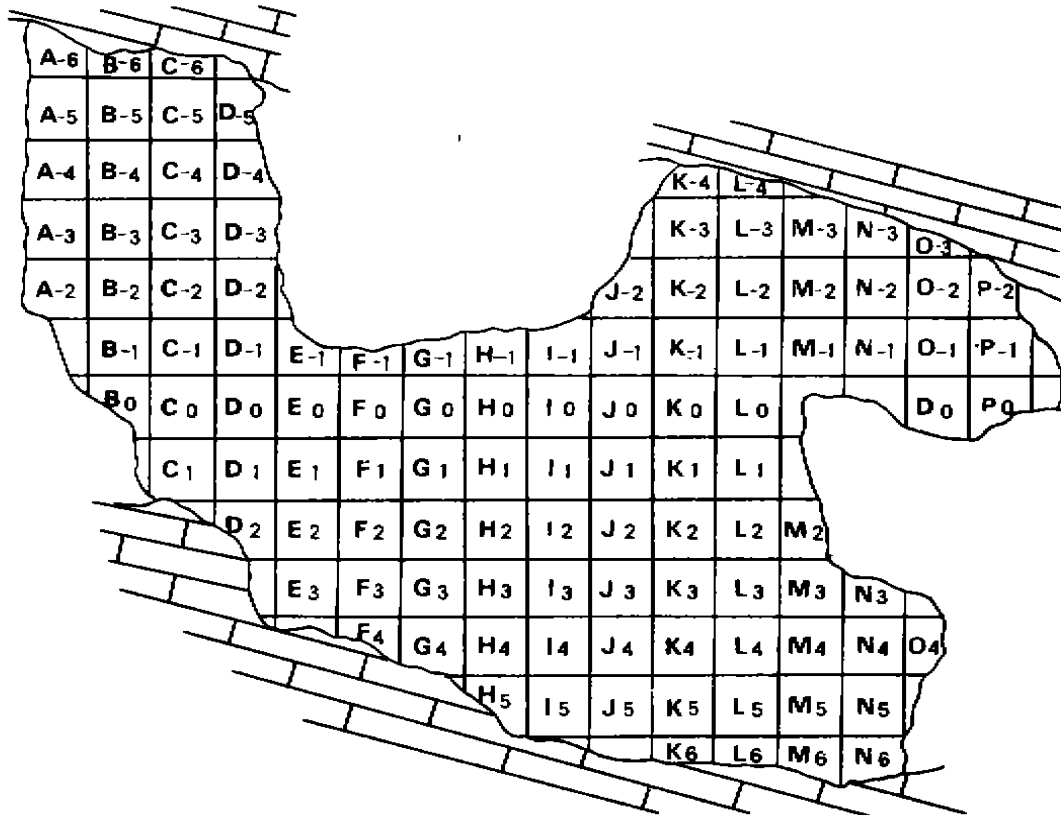 A-6 B-6 C-6
A-5 B-5 C-5 D-5
A-4 B-4 C-4 D-4 K-4 L-4
A-3 B-3 C-3 D-3 K-3 L-3 M-3 N-3 O-3
A-2 B-2 C-2 D-2 J-2 K-2 L-2 M-2 N-2 O-2 P-2
B-1 C-1 D-1 E-1 F-1 G-1 H-1 I-1 J-1 K-1 L-1 M-1 N-1 O-1 P-1
B0 C0 D0 E0 F0 G0 H0 I0 J0 K0 L0 D0 P0
C1 D1 E1 F1 G1 H1 I1 J1 K1 L1
D2 E2 F2 G2 H2 I2 J2 K2 L2 M2
E3 F3 G3 H3 I3 J3 K3 L3 M3 N3
F4 G4 H4 I4 J4 K4 L4 M4 N4 O4
H5 I5 J5 K5 L5 M5 N5
K6 L6 M6 N6